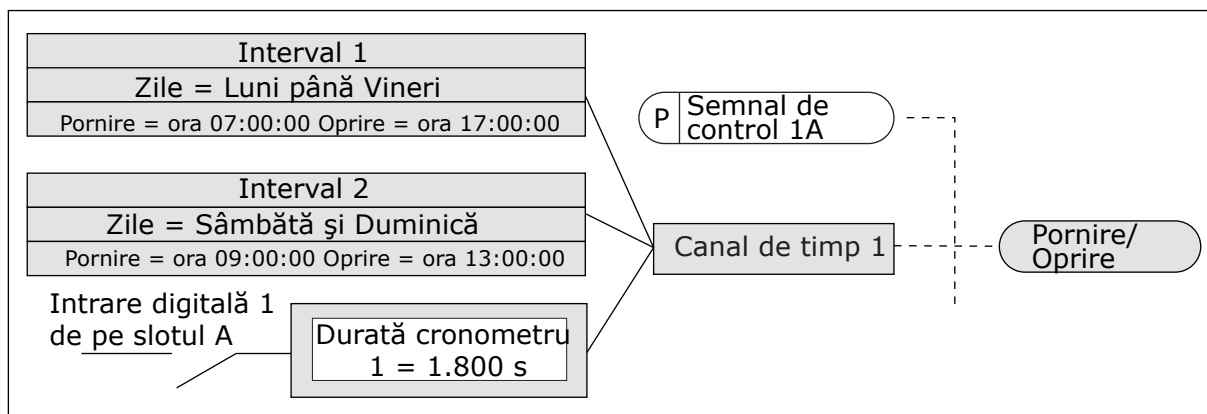 Interval 1
Zile = Luni până Vineri
Pornire = ora 07:00:00 Oprire = ora 17:00:00
Interval 2
Zile = Sâmbătă şi Duminică
Pornire = ora 09:00:00 Oprire = ora 13:00:00
Intrare digitală 1
de pe slotul A
Durată cronometru
1 = 1.800 s
P
Semnal de
control 1A
Canal de timp 1
Pornire/
Oprire